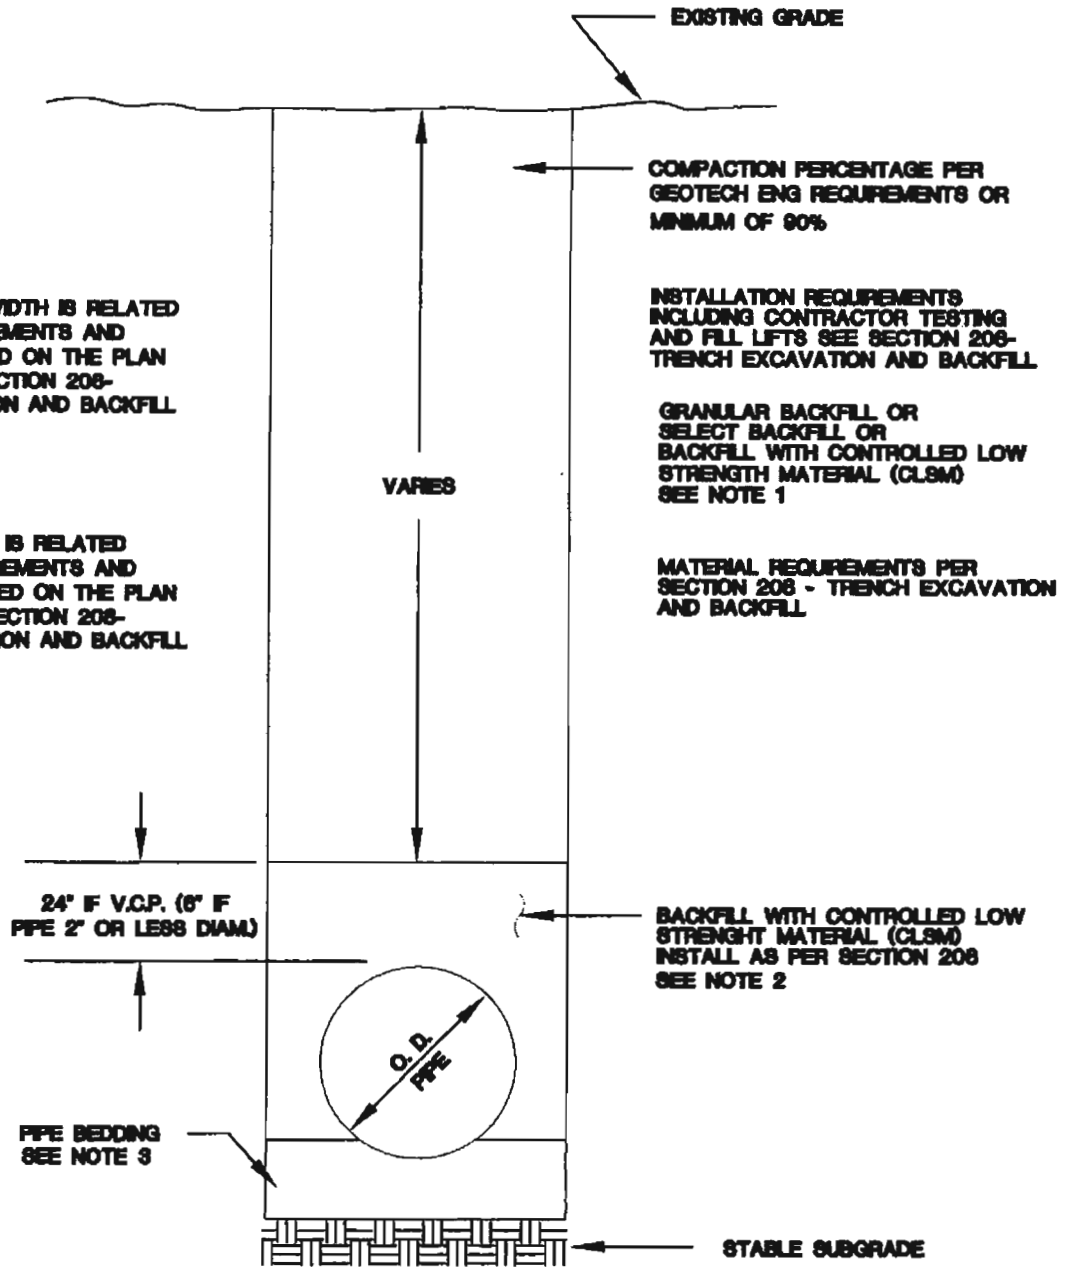 EXISTING GRADE
COMPACTION PERCENTAGE PER
GEOTECH ENG REQUIREMENTS OR
MINIMUM OF 90%
INSTALLATION REQUIREMENTS
INCLUDING CONTRACTOR TESTING
AND FILL LIFTS SEE SECTION 206-
TRENCH EXCAVATION AND BACKFILL
GRANULAR BACKFILL OR
SELECT BACKFILL OR
BACKFILL WITH CONTROLLED LOW
STRENGTH MATERIAL (CLSM)
SEE NOTE 1
MATERIAL REQUIREMENTS PER
SECTION 206 - TRENCH EXCAVATION
AND BACKFILL
IDTH IS RELATED
EMENTS AND
D ON THE PLAN
CTION 206-
ON AND BACKFILL
VARIES
IS RELATED
EMENTS AND
ED ON THE PLAN
ECTION 206-
ON AND BACKFILL
24" IF V.C.P. (6" IF
PIPE 2" OR LESS DIAM.)
BACKFILL WITH CONTROLLED LOW
STRENGHT MATERIAL (CLSM)
INSTALL AS PER SECTION 206
SEE NOTE 2
O. D.
PIPE
PIPE BEDDING
SEE NOTE 3
STABLE SUBGRADE